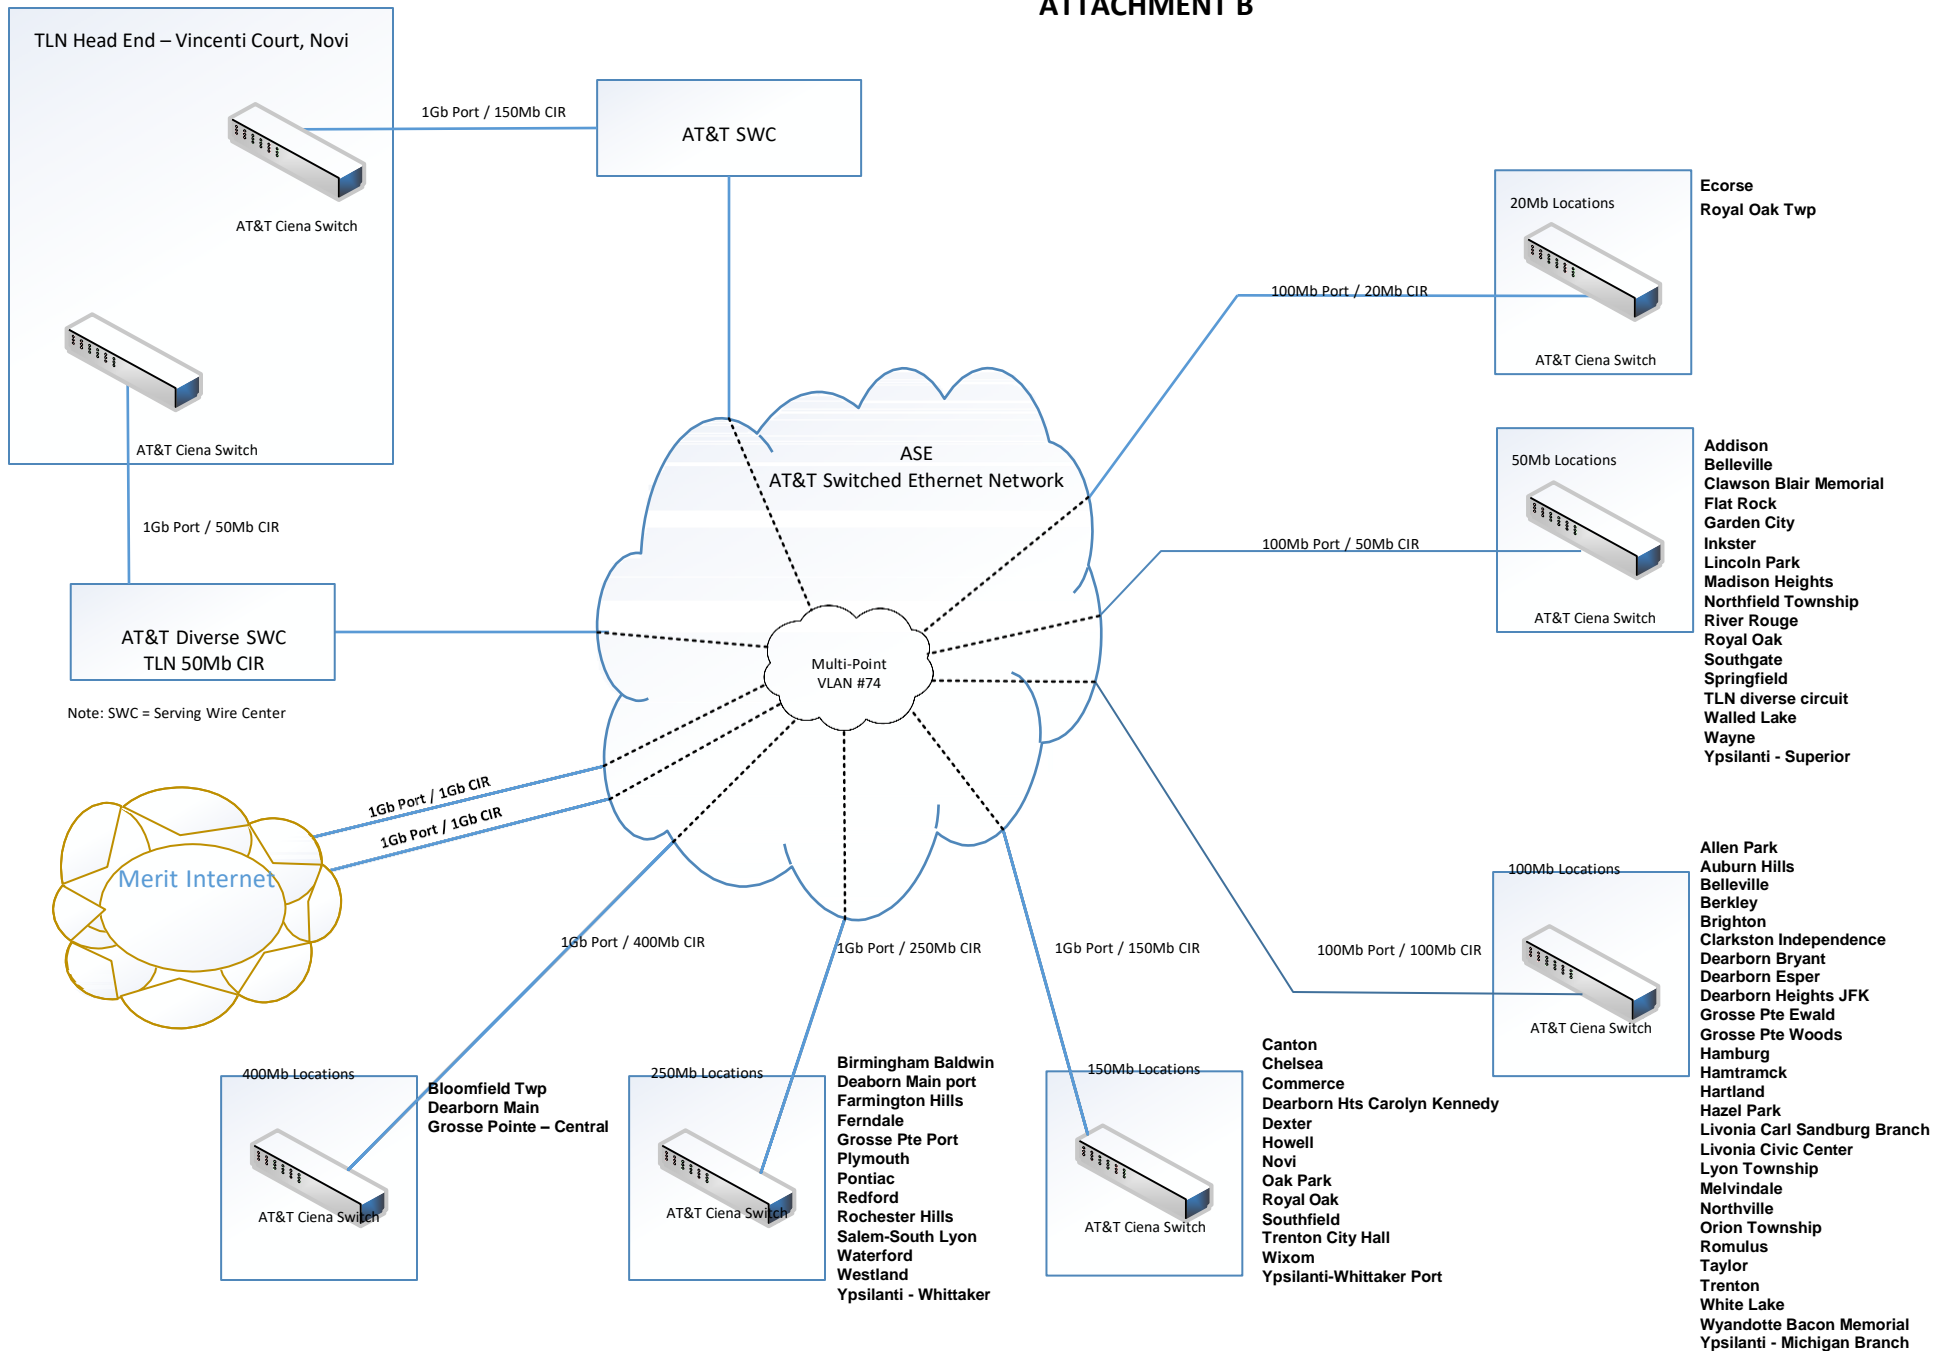 ATTACHMENT B
TLN Head End – Vincenti Court, Novi
AT&T Ciena Switch
AT&T Ciena Switch
1Gb Port / 150Mb CIR
AT&T SWC
1Gb Port / 50Mb CIR
AT&T Diverse SWC
TLN 50Mb CIR
Note: SWC = Serving Wire Center
ASE
AT&T Switched Ethernet Network
Multi-Point
VLAN #74
1Gb Port / 1Gb CIR
1Gb Port / 1Gb CIR
Merit Internet
100Mb Port / 20Mb CIR
20Mb Locations
AT&T Ciena Switch
Ecorse
Royal Oak Twp
100Mb Port / 50Mb CIR
50Mb Locations
AT&T Ciena Switch
Addison
Belleville
Clawson Blair Memorial
Flat Rock
Garden City
Inkster
Lincoln Park
Madison Heights
Northfield Township
River Rouge
Royal Oak
Southgate
Springfield
TLN diverse circuit
Walled Lake
Wayne
Ypsilanti - Superior
100Mb Port / 100Mb CIR
100Mb Locations
AT&T Ciena Switch
Allen Park
Auburn Hills
Belleville
Berkley
Brighton
Clarkston Independence
Dearborn Bryant
Dearborn Esper
Dearborn Heights JFK
Grosse Pte Ewald
Grosse Pte Woods
Hamburg
Hamtramck
Hartland
Hazel Park
Livonia Carl Sandburg Branch
Livonia Civic Center
Lyon Township
Melvindale
Northville
Orion Township
Romulus
Taylor
Trenton
White Lake
Wyandotte Bacon Memorial
Ypsilanti - Michigan Branch
1Gb Port / 400Mb CIR
400Mb Locations
AT&T Ciena Switch
Bloomfield Twp
Dearborn Main
Grosse Pointe – Central
1Gb Port / 250Mb CIR
250Mb Locations
AT&T Ciena Switch
Birmingham Baldwin
Deaborn Main port
Farmington Hills
Ferndale
Grosse Pte Port
Plymouth
Pontiac
Redford
Rochester Hills
Salem-South Lyon
Waterford
Westland
Ypsilanti - Whittaker
1Gb Port / 150Mb CIR
150Mb Locations
AT&T Ciena Switch
Canton
Chelsea
Commerce
Dearborn Hts Carolyn Kennedy
Dexter
Howell
Novi
Oak Park
Royal Oak
Southfield
Trenton City Hall
Wixom
Ypsilanti-Whittaker Port